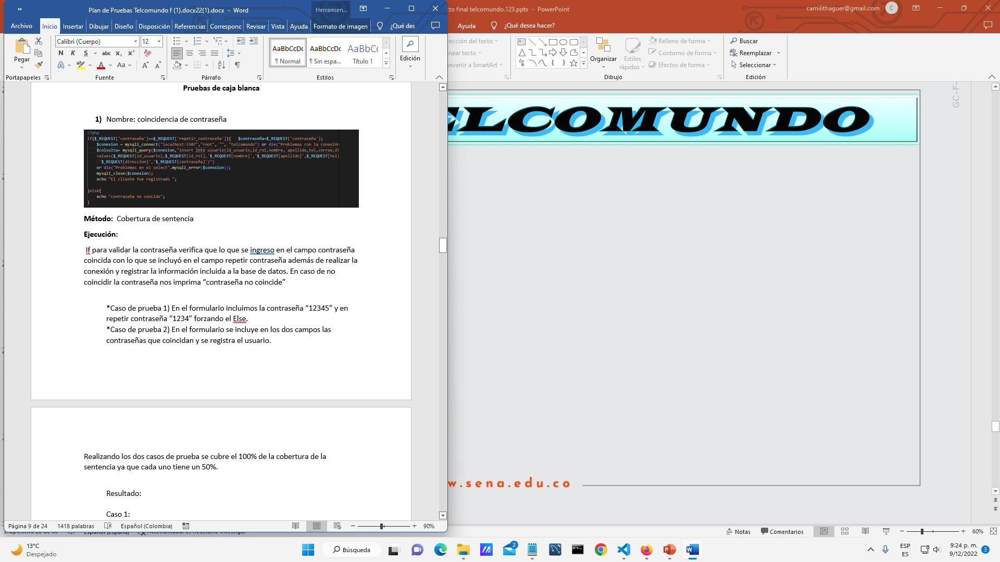 Plan de Pruebas Telcomundo f (1).docx22(1).docx - Word
Herramien...
Archivo Inicio Insertar Dibujar Diseño Disposición Referencias Corresponc Revisar Vista Ayuda Formato de imagen ¿Qué des
Pegar
Calibri (Cuerpo) 12
N K S abc x₂ x²
A ab A Aa A A
AaBbCcDc AaBbCcDc AaBbCc
¶ Normal ¶ Sin espa... Título 1
Edición
Portapapeles Fuente Párrafo Estilos
Pruebas de caja blanca
1) Nombre: coincidencia de contraseña
<?php
if($_REQUEST['contraseña']==$_REQUEST['repetir_contraseña']){ $contraseña=$_REQUEST['contraseña'];
$conexion = mysqli_connect("localhost:3307","root", "", "telcomundo") or die("Problemas con la conexión
$colsulta= mysqli_query($conexion,"insert into usuario(id_usuario,id_rol,nombre, apellido,tel,correo,di
values($_REQUEST[id_usuario],$_REQUEST[id_rol],'$_REQUEST[nombre]','$_REQUEST[apellido]',$_REQUEST[tel]
'$_REQUEST[direccion]','$_REQUEST[contraseña]')")
or die("Problemas en el select".mysqli_error($conexion));
mysqli_close($conexion);
echo "El cliente fue registrado ";
}else{
echo "contraseña no concide";
}
Método: Cobertura de sentencia
Ejecución:
If para validar la contraseña verifica que lo que se ingreso en el campo contraseña
coincida con lo que se incluyó en el campo repetir contraseña además de realizar la
conexión y registrar la información incluida a la base de datos. En caso de no
coincidir la contraseña nos imprima “contraseña no coincide”
*Caso de prueba 1) En el formulario incluimos la contraseña “12345” y en
repetir contraseña “1234” forzando el Else.
*Caso de prueba 2) En el formulario se incluye en los dos campos las
contraseñas que coincidan y se registra el usuario.
Realizando los dos casos de prueba se cubre el 100% de la cobertura de la
sentencia ya que cada uno tiene un 50%.
Resultado:
Caso 1:
Página 9 de 24 1418 palabras Español (Colombia) 90%
cto final telcomundo.123.pptx - PowerPoint
camilithaguer@gmail.com C
Ayuda ¿Qué desea hacer?
rección del texto
near texto
nvertir a SmartArt
Organizar
Estilos
rápidos
Relleno de forma
Contorno de forma
Efectos de forma
Buscar
Reemplazar
Seleccionar
Dibujo Edición
GC-F-
ELCOMUNDO
w.sena.edu.co
Español (España) Accesibilidad: es necesario investigar
Notas Comentarios 60%
13°C
Despejado
Búsqueda
2
ESP
ES
9:24 p. m.
9/12/2022
3